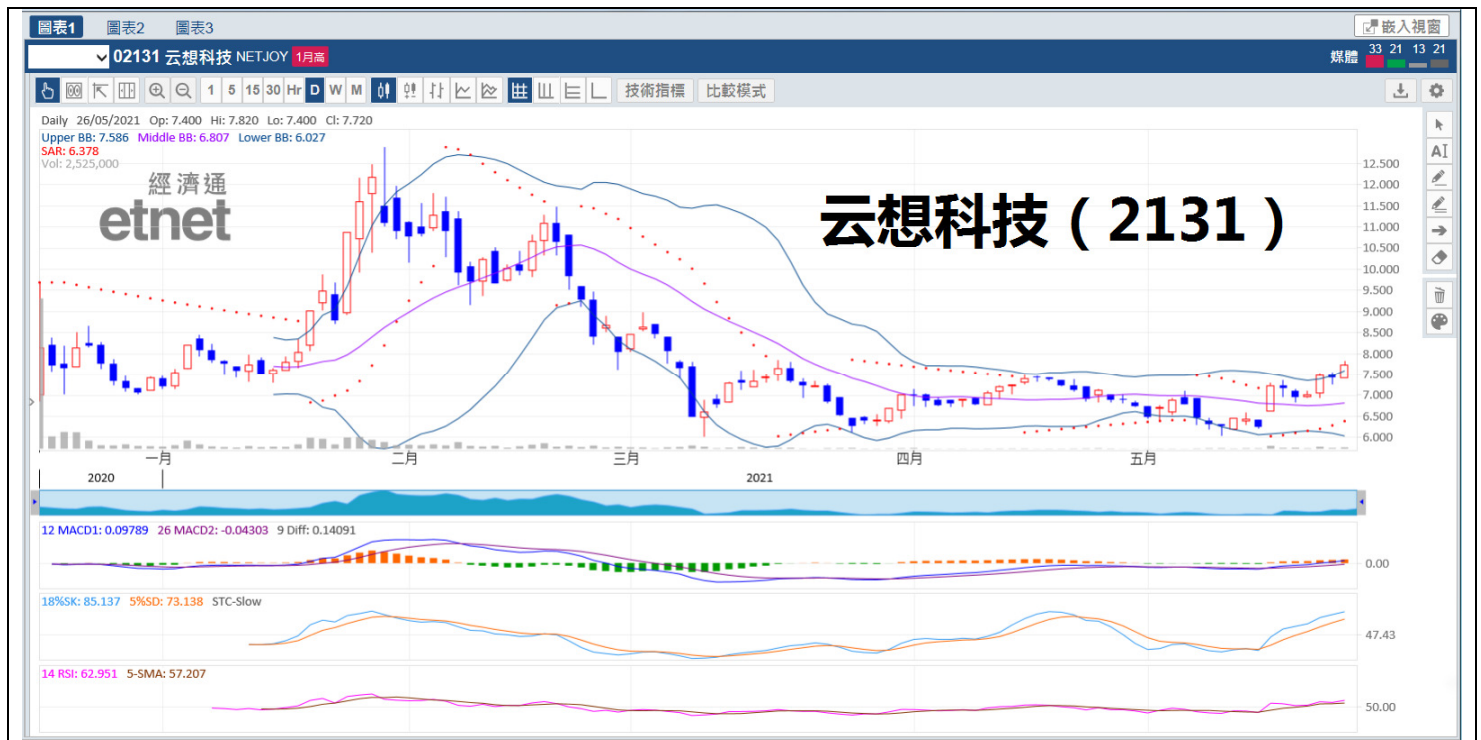 圖表1 圖表2 圖表3 嵌入視窗
02131 云想科技 NETJOY 1月高 媒體 33 21 13 21
1 5 15 30 Hr D W M 技術指標 比較模式
Daily 26/05/2021 Op: 7.400 Hi: 7.820 Lo: 7.400 Cl: 7.720
Upper BB: 7.586 Middle BB: 6.807 Lower BB: 6.027
SAR: 6.378
Vol: 2,525,000
經濟通
etnet
云想科技（2131）
12.500
12.000
11.500
11.000
10.500
10.000
9.500
9.000
8.500
8.000
7.500
7.000
6.500
6.000
AI
一月 二月 三月 四月 五月
2020 2021
12 MACD1: 0.09789 26 MACD2: -0.04303 9 Diff: 0.14091
0.00
18%SK: 85.137 5%SD: 73.138 STC-Slow
47.43
14 RSI: 62.951 5-SMA: 57.207
50.00